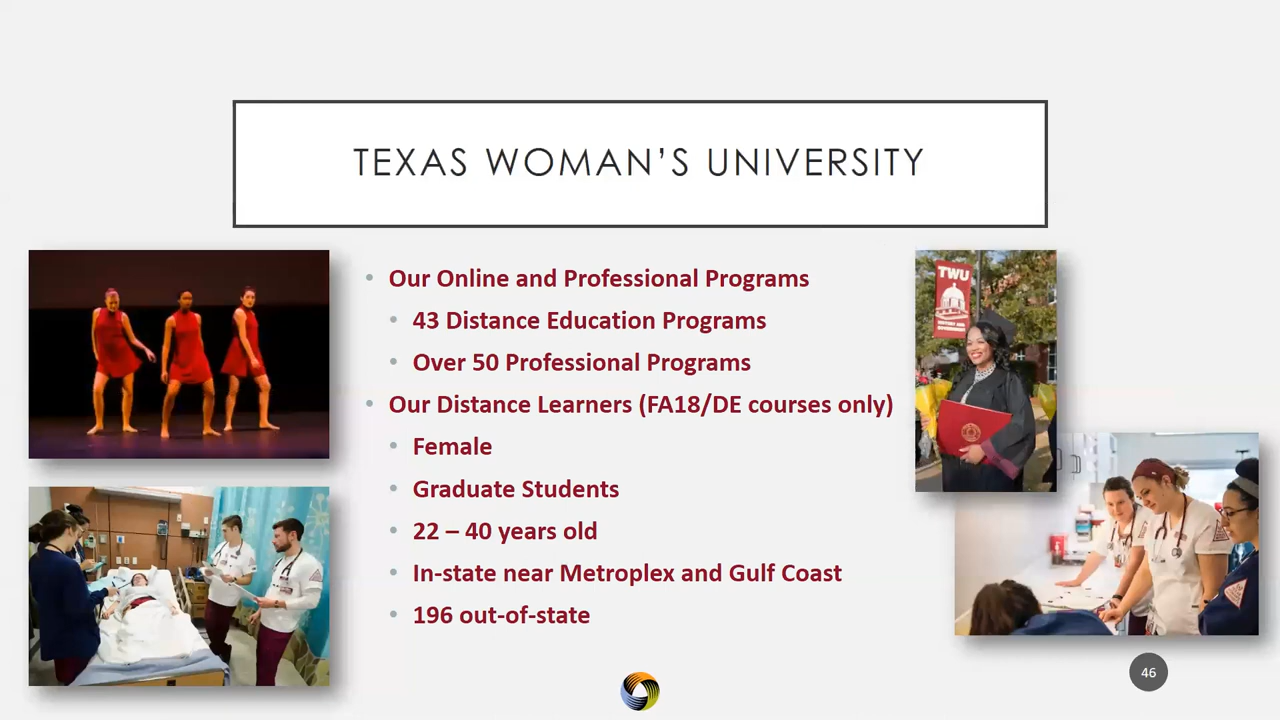 TEXAS WOMAN'S UNIVERSITY
Our Online and Professional Programs
43 Distance Education Programs
Over 50 Professional Programs
Our Distance Learners (FA18/DE courses only)
Female
Graduate Students
22 – 40 years old
In-state near Metroplex and Gulf Coast
196 out-of-state
TWU
46